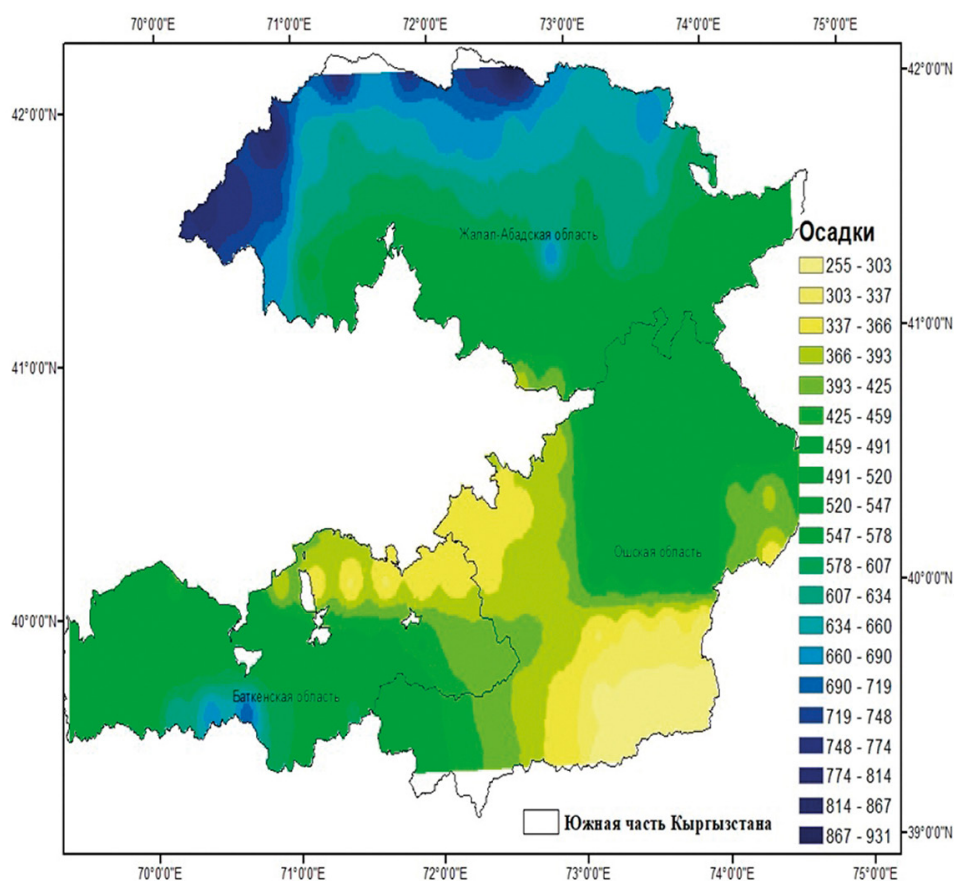 70°0'0"E 71°0'0"E 72°0'0"E 73°0'0"E 74°0'0"E 75°0'0"E
42°0'0"N
42°0'0"N
Жалал-Абадская область
Осадки
255 - 303
303 - 337
337 - 366
366 - 393
393 - 425
425 - 459
459 - 491
491 - 520
520 - 547
547 - 578
578 - 607
607 - 634
634 - 660
660 - 690
690 - 719
719 - 748
748 - 774
774 - 814
814 - 867
867 - 931
41°0'0"N
41°0'0"N
Ошская область
40°0'0"N
40°0'0"N
Баткенская область
Южная часть Кыргызстана
39°0'0"N
70°0'0"E 71°0'0"E 72°0'0"E 73°0'0"E 74°0'0"E 75°0'0"E